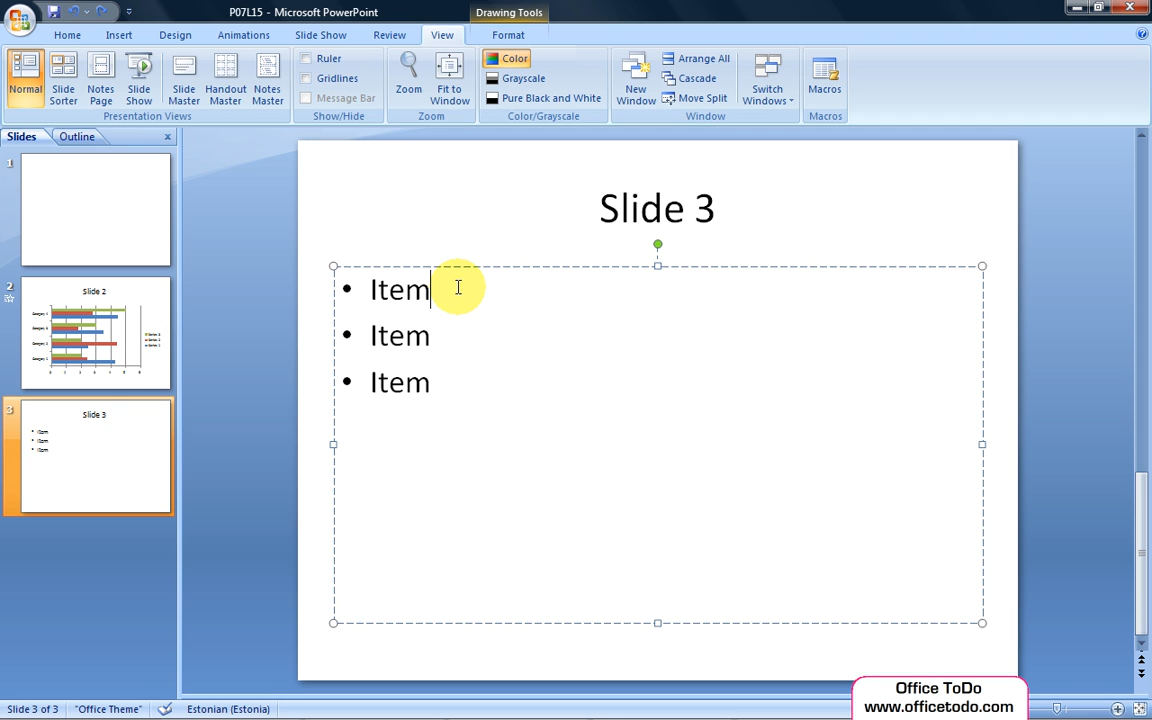 P07L15 - Microsoft PowerPoint
Drawing Tools
Home Insert Design Animations Slide Show Review View Format
Normal
Slide Sorter
Notes Page
Slide Show
Slide Master
Handout Master
Notes Master
Presentation Views
Ruler
Gridlines
Message Bar
Show/Hide
Zoom
Fit to Window
Zoom
Color
Grayscale
Pure Black and White
Color/Grayscale
New Window
Arrange All
Cascade
Move Split
Switch Windows
Window
Macros
Macros
Slides Outline
1
2
Slide 2
3
Slide 3
Item
Item
Item
Slide 3
• Item
• Item
• Item
Slide 3 of 3 "Office Theme" Estonian (Estonia)
Office ToDo
www.officetodo.com